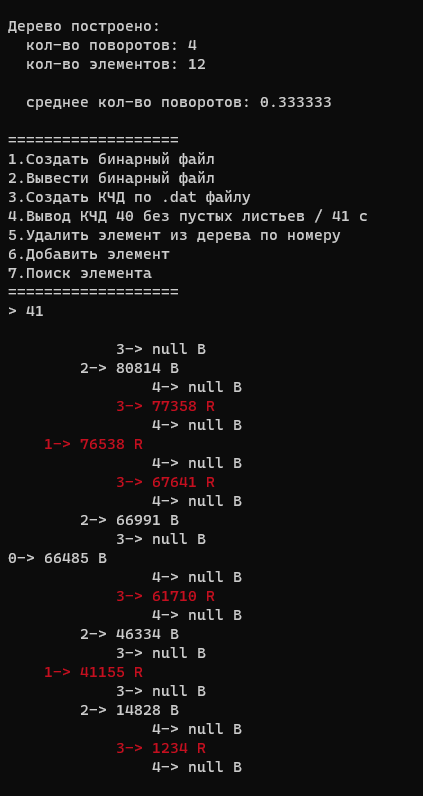 Дерево построено:
кол-во поворотов: 4
кол-во элементов: 12
среднее кол-во поворотов: 0.333333
===================
1.Создать бинарный файл
2.Вывести бинарный файл
3.Создать КЧД по .dat файлу
4.Вывод КЧД 40 без пустых листьев / 41 с
5.Удалить элемент из дерева по номеру
6.Добавить элемент
7.Поиск элемента
===================
> 41
3-> null B
2-> 80814 B
4-> null B
3-> 77358 R
4-> null B
1-> 76538 R
4-> null B
3-> 67641 R
4-> null B
2-> 66991 B
3-> null B
0-> 66485 B
4-> null B
3-> 61710 R
4-> null B
2-> 46334 B
3-> null B
1-> 41155 R
3-> null B
2-> 14828 B
4-> null B
3-> 1234 R
4-> null B